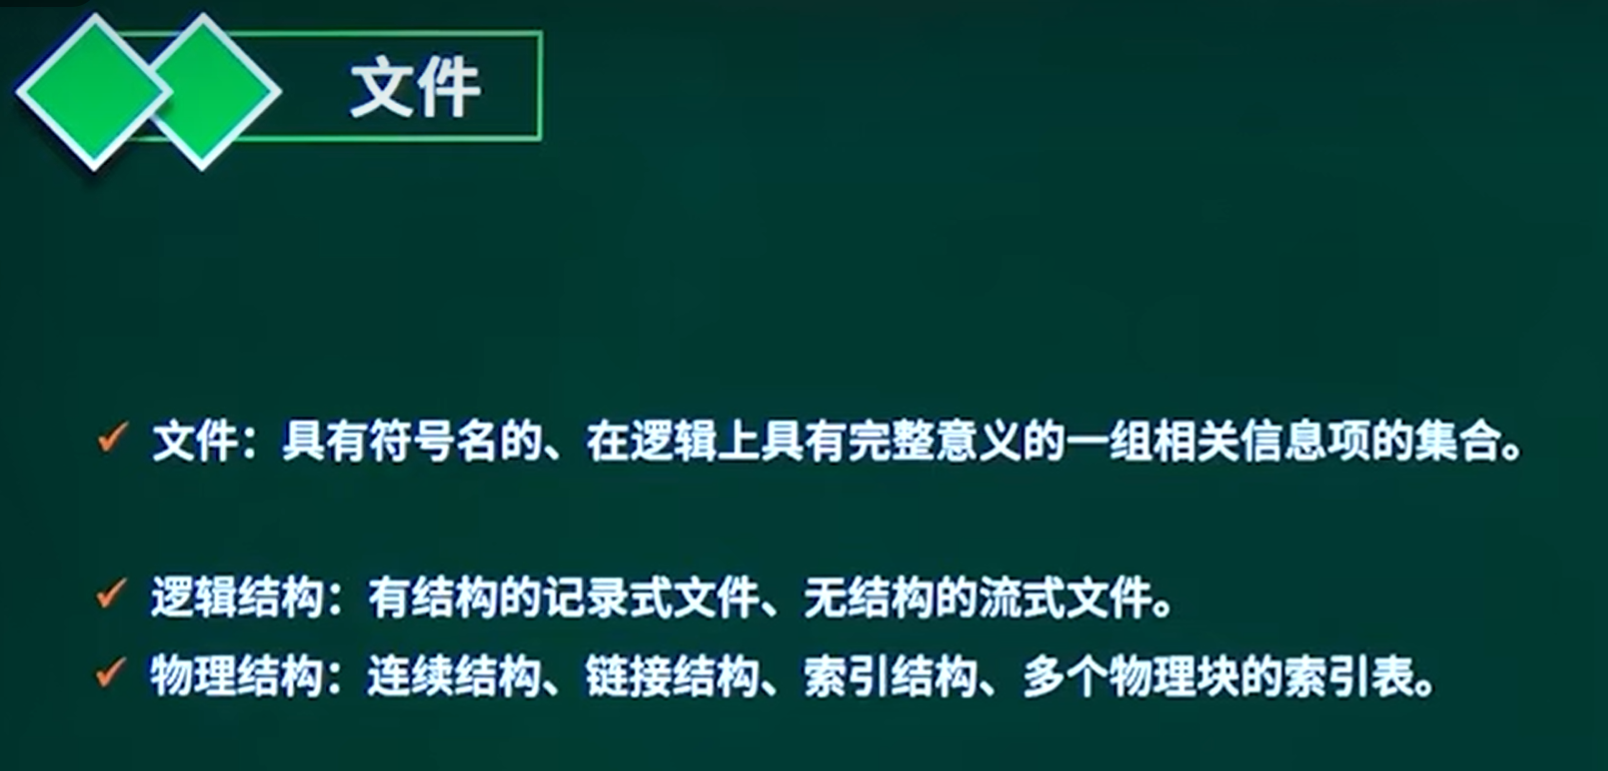 文件
✓ 文件：具有符号名的、在逻辑上具有完整意义的一组相关信息项的集合。
✓ 逻辑结构：有结构的记录式文件、无结构的流式文件。
✓ 物理结构：连续结构、链接结构、索引结构、多个物理块的索引表。